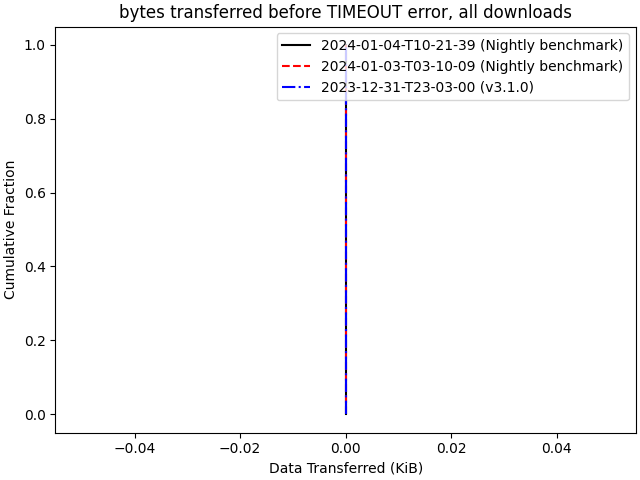 bytes transferred before TIMEOUT error, all downloads
2024-01-04-T10-21-39 (Nightly benchmark)
2024-01-03-T03-10-09 (Nightly benchmark)
2023-12-31-T23-03-00 (v3.1.0)
Cumulative Fraction
1.0
0.8
0.6
0.4
0.2
0.0
−0.04 −0.02 0.00 0.02 0.04
Data Transferred (KiB)